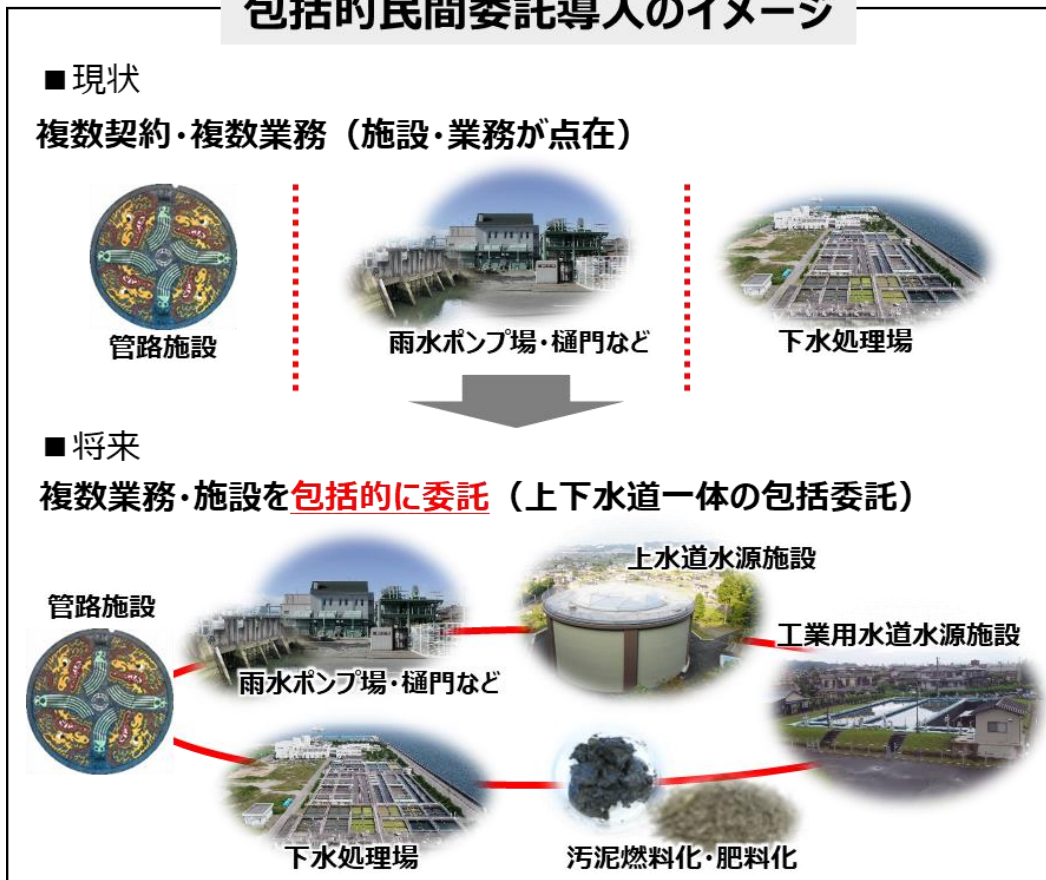 包括的民間委託導入のイメージ
■現状
複数契約・複数業務（施設・業務が点在）
管路施設
雨水ポンプ場・樋門など
下水処理場
■将来
複数業務・施設を包括的に委託（上下水道一体の包括委託）
上水道水源施設
管路施設
工業用水道水源施設
雨水ポンプ場・樋門など
下水処理場
汚泥燃料化・肥料化